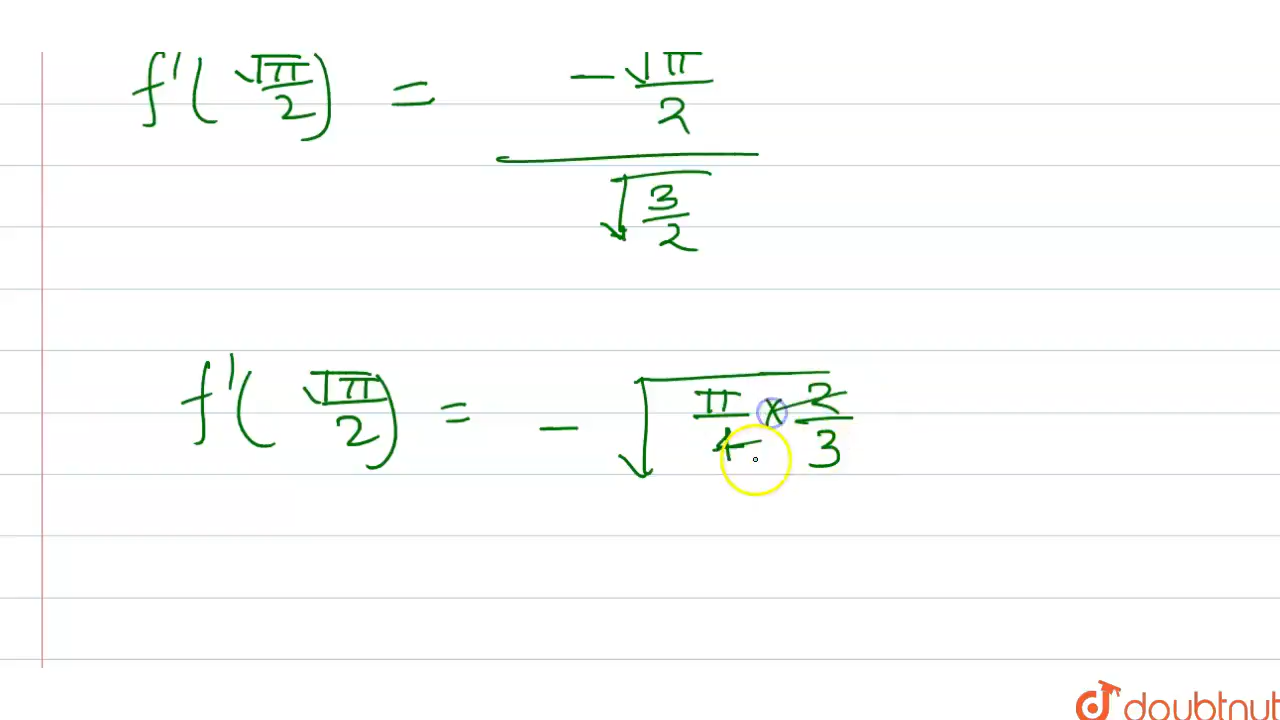 f'(√π/2) = (-√π/2)/√(3/2)
f'(√π/2) = -√(π/4 × 2/3)
doubtnut